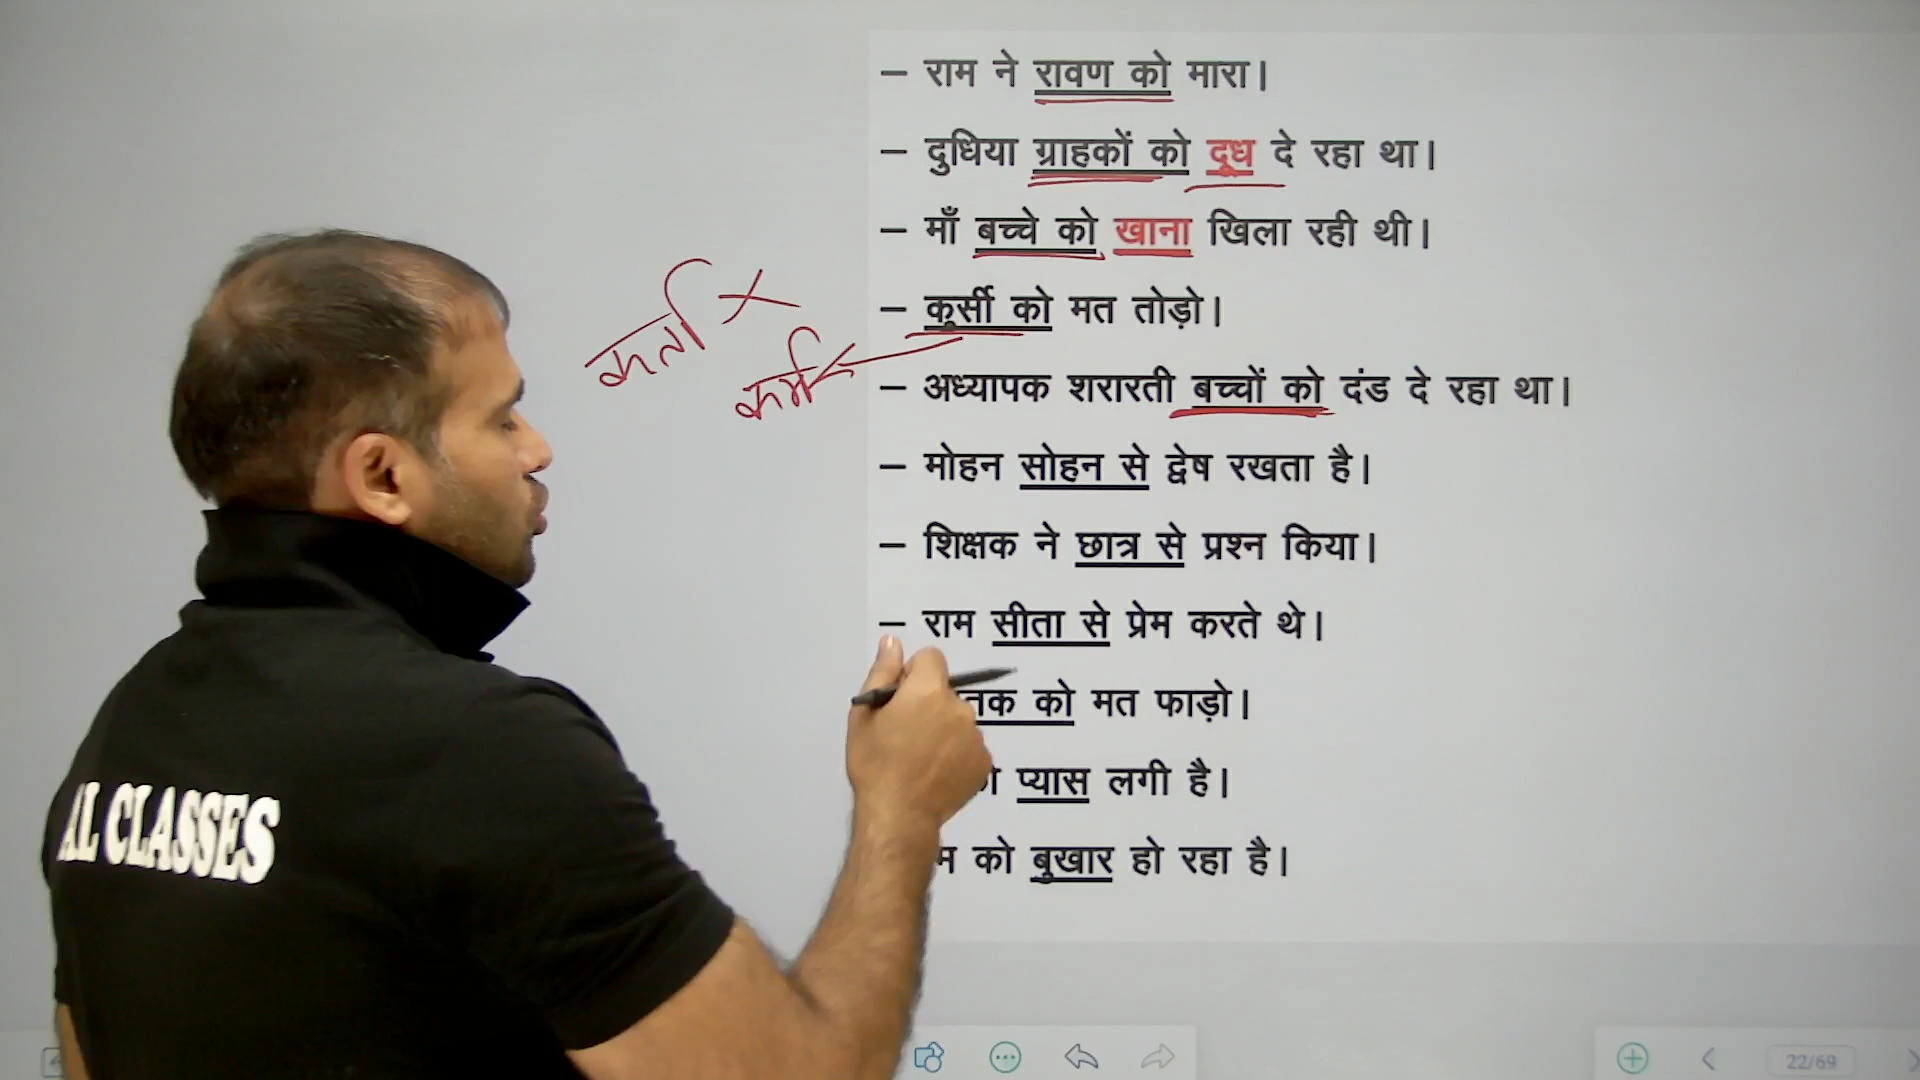 – राम ने रावण को मारा।
– दुधिया ग्राहकों को दूध दे रहा था।
– माँ बच्चे को खाना खिला रही थी।
कर्ता ×
– कुर्सी को मत तोड़ो।
कर्म
– अध्यापक शरारती बच्चों को दंड दे रहा था।
– मोहन सोहन से द्वेष रखता है।
– शिक्षक ने छात्र से प्रश्न किया।
– राम सीता से प्रेम करते थे।
को मत फाड़ो।
प्यास लगी है।
को बुखार हो रहा है।
AL CLASSES
22/69